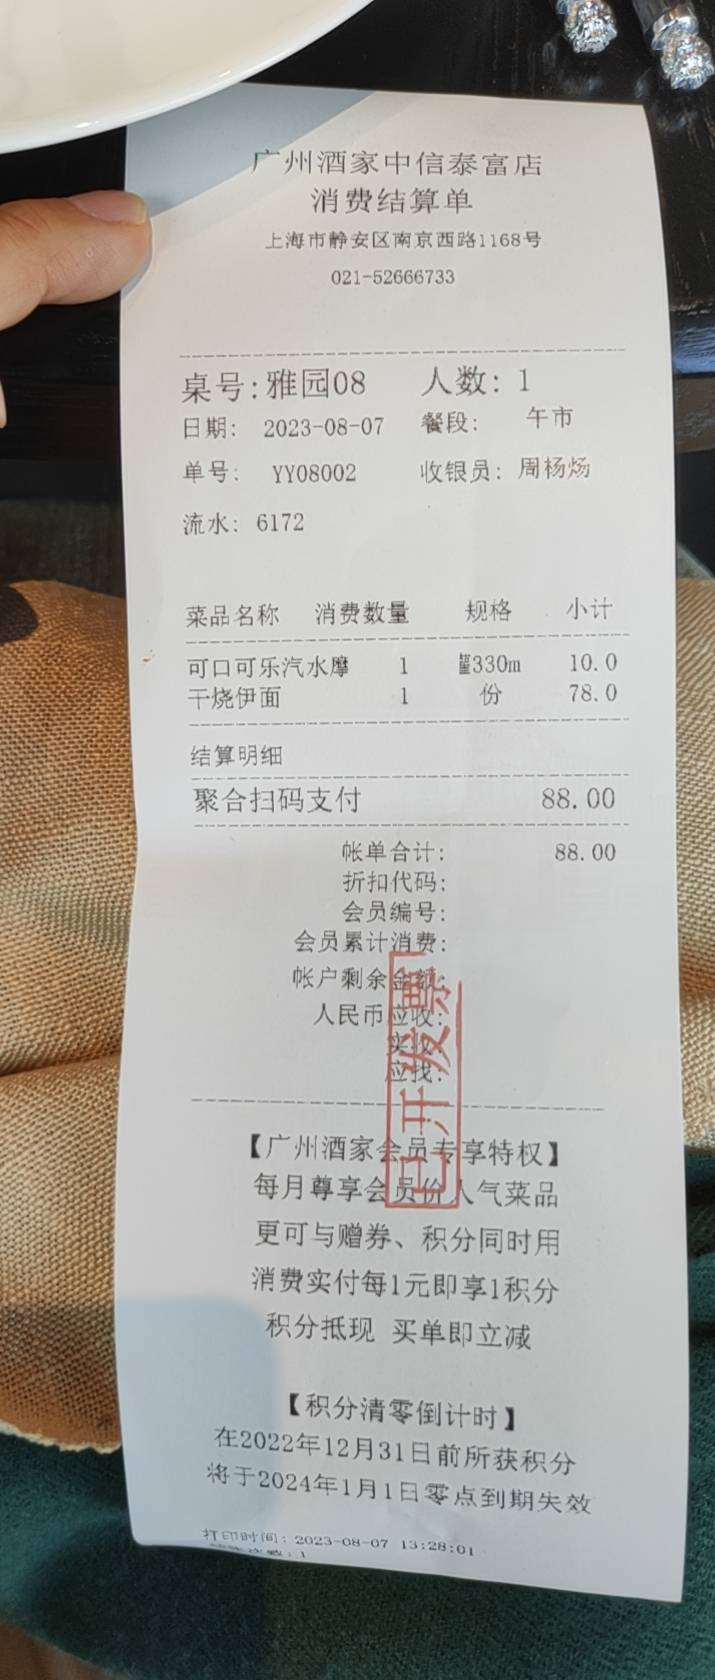 广州酒家中信泰富店
消费结算单
上海市静安区南京西路1168号
021-52666733
桌号:雅园08 人数: 1
日期: 2023-08-07 餐段: 午市
单号: YY08002 收银员: 周杨炀
流水: 6172
菜品名称 消费数量 规格 小计
可口可乐汽水摩 1 罐330m 10.0
干烧伊面 1 份 78.0
结算明细
聚合扫码支付 88.00
帐单合计: 88.00
折扣代码:
会员编号:
会员累计消费:
帐户剩余金额:
人民币应收:
实收:
应找:
已开发票
【广州酒家会员专享特权】
每月尊享会员价人气菜品
更可与赠券、积分同时用
消费实付每1元即享1积分
积分抵现 买单即立减
【积分清零倒计时】
在2022年12月31日前所获积分
将于2024年1月1日零点到期失效
打印时间: 2023-08-07 13:28:01
次数: 1